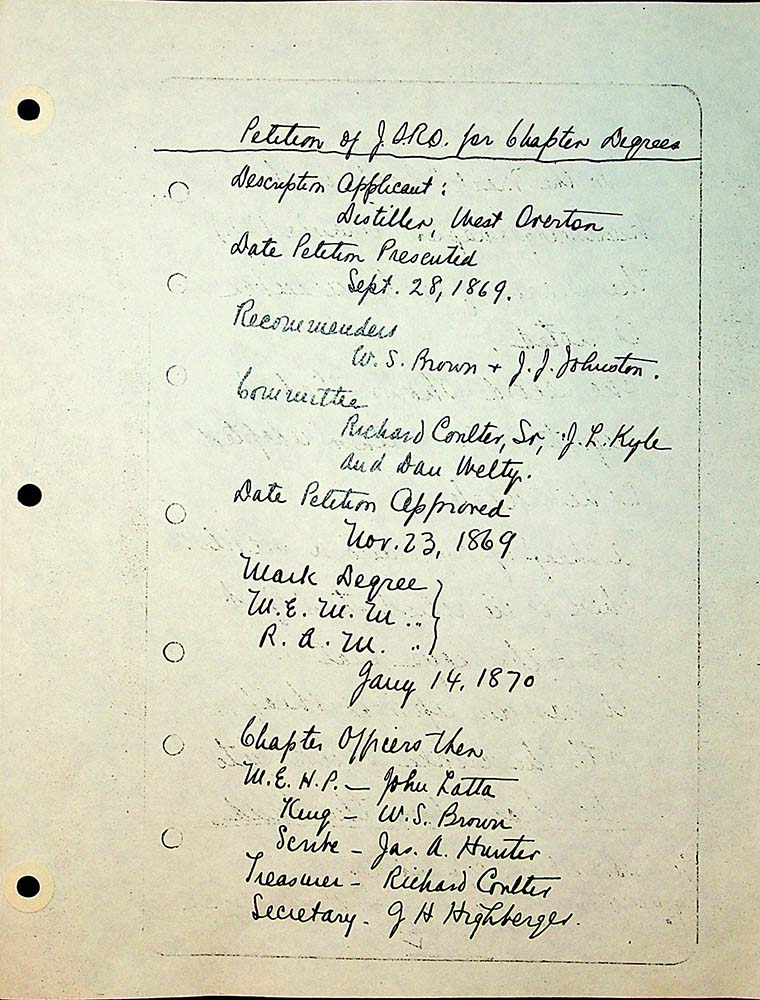 Petition of J.O.R.O. for Chapter Degrees
Description Applicant:
Distiller, West Overton
Date Petition Presented
Sept. 28, 1869.
Recommenders
W. S. Brown + J. J. Johnston.
Committee
Richard Coulter, Sr, J. L. Kyle
and Dan Welty.
Date Petition Approved
Nov. 23, 1869
Mark Degree }
M. E. M. M .. }
R. A. M. .. }
Jany 14, 1870
Chapter Officers then
M. E. H. P. — John Latta
King — W. S. Brown
Scribe — Jas. A. Hunter
Treasurer — Richard Coulter
Secretary - G H Highberger.